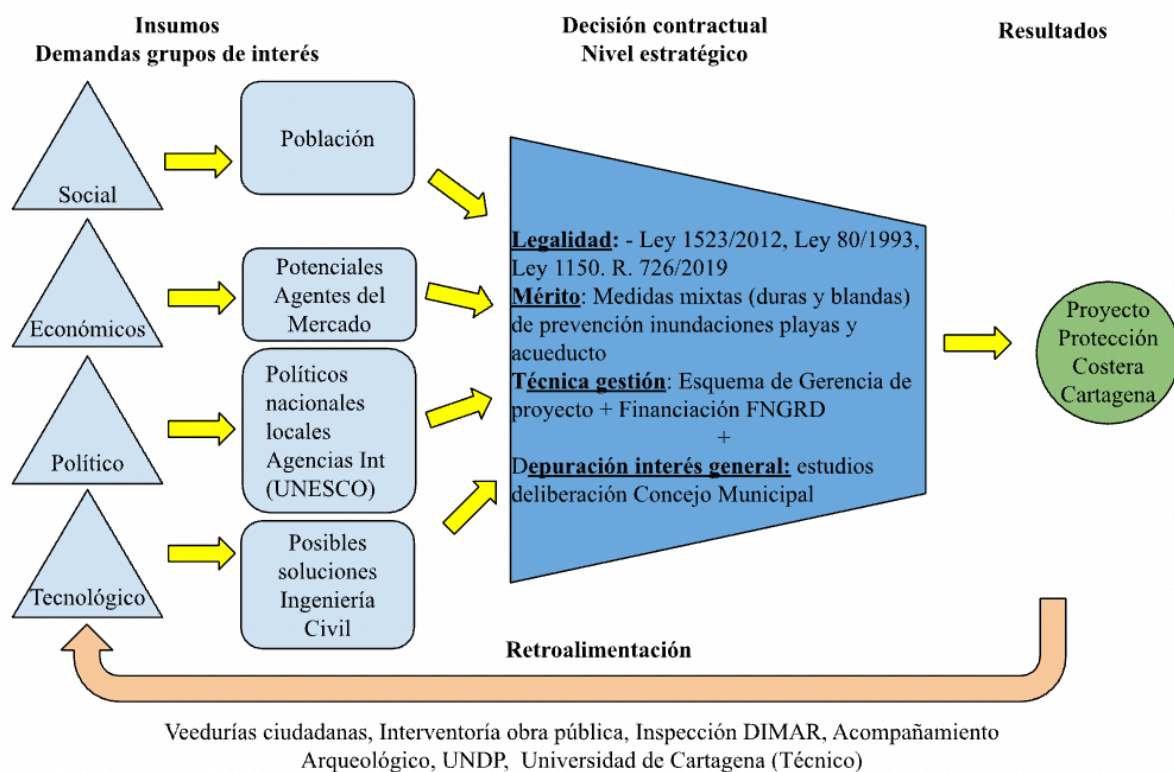 Insumos
Demandas grupos de interés
Decisión contractual
Nivel estratégico
Resultados
Social
Población
Económicos
Potenciales
Agentes del
Mercado
Político
Políticos
nacionales
locales
Agencias Int
(UNESCO)
Tecnológico
Posibles
soluciones
Ingeniería
Civil
Legalidad: - Ley 1523/2012, Ley 80/1993,
Ley 1150. R. 726/2019
Mérito: Medidas mixtas (duras y blandas)
de prevención inundaciones playas y
acueducto
Técnica gestión: Esquema de Gerencia de
proyecto + Financiación FNGRD
+
Depuración interés general: estudios
deliberación Concejo Municipal
Proyecto
Protección
Costera
Cartagena
Retroalimentación
Veedurías ciudadanas, Interventoría obra pública, Inspección DIMAR, Acompañamiento
Arqueológico, UNDP, Universidad de Cartagena (Técnico)